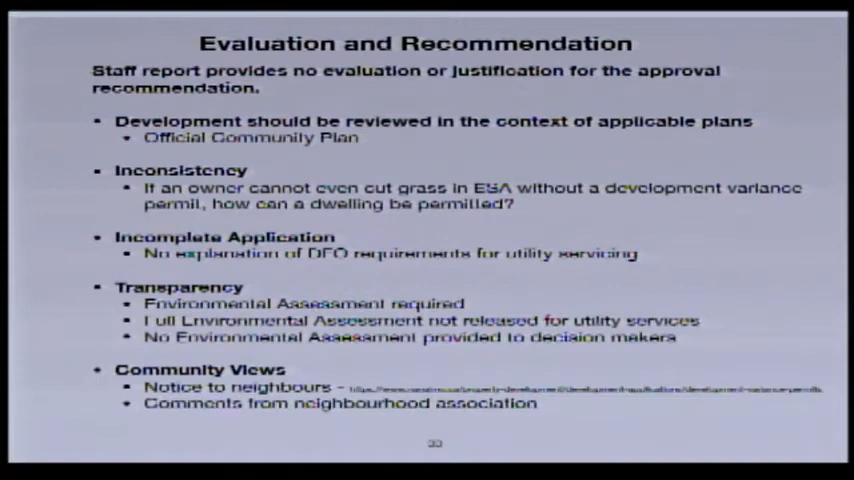 Evaluation and Recommendation
Staff report provides no evaluation or justification for the approval
recommendation.
• Development should be reviewed in the context of applicable plans
• Official Community Plan
• Inconsistency
• If an owner cannot even cut grass in ESA without a development variance
permit, how can a dwelling be permitted?
• Incomplete Application
• No explanation of DFO requirements for utility servicing
• Transparency
• Environmental Assessment required
• Full Environmental Assessment not released for utility services
• No Environmental Assessment provided to decision makers
• Community Views
• Notice to neighbours -
• Comments from neighbourhood association